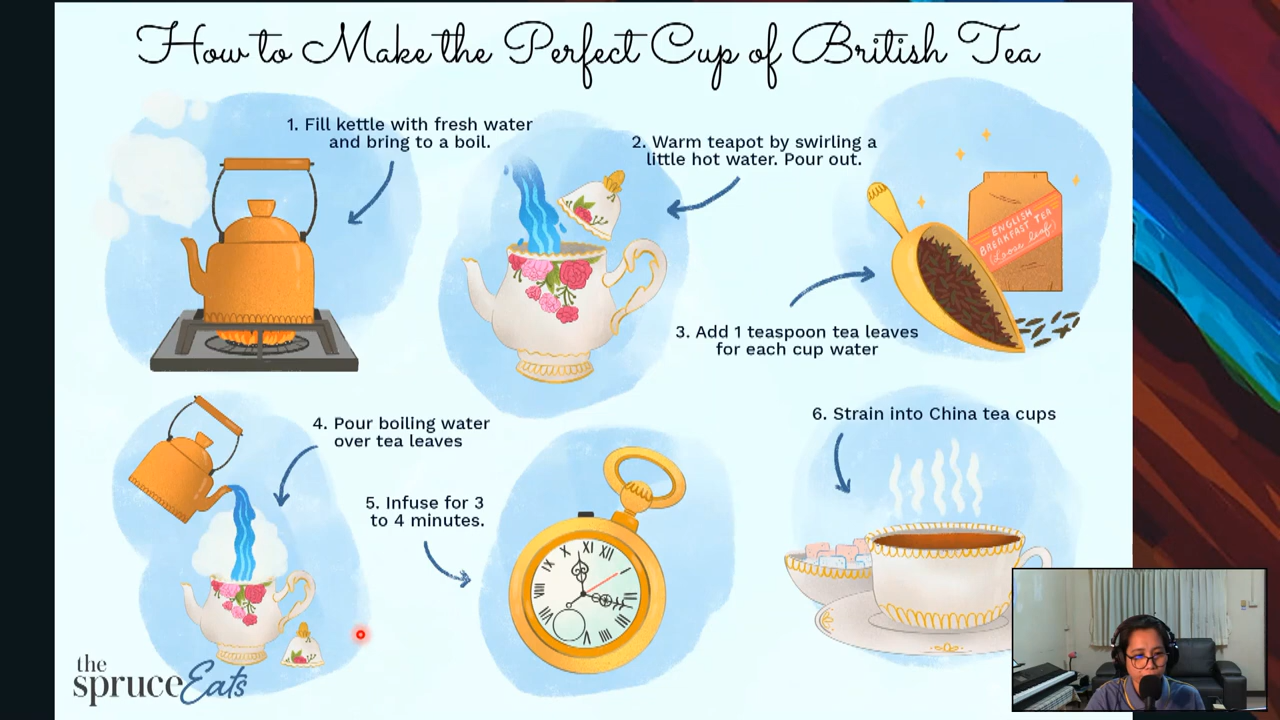 How to Make the Perfect Cup of British Tea
1. Fill kettle with fresh water
and bring to a boil.
2. Warm teapot by swirling a
little hot water. Pour out.
ENGLISH
BREAKFAST TEA
(Loose leaf)
3. Add 1 teaspoon tea leaves
for each cup water
4. Pour boiling water
over tea leaves
5. Infuse for 3
to 4 minutes.
6. Strain into China tea cups
the
spruceEats